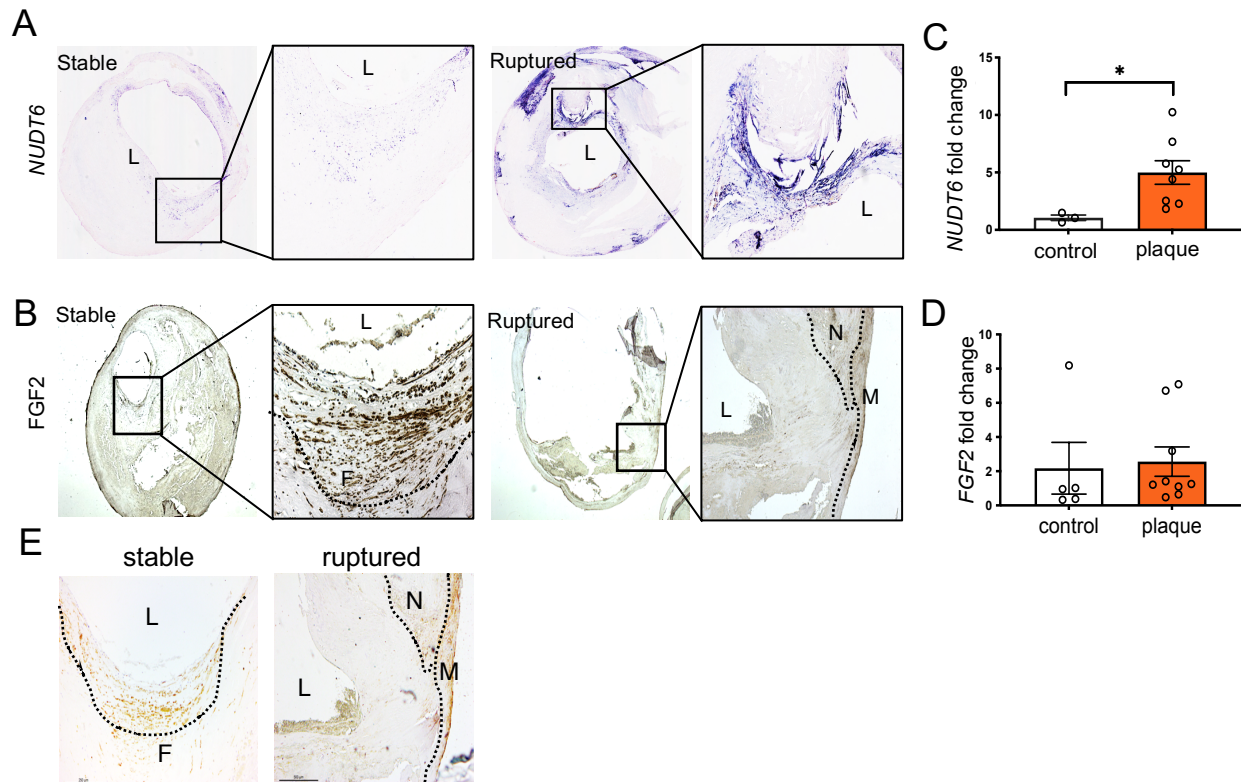 A
NUDT6
Stable
L
L
Ruptured
L
L
C
NUDT6 fold change
15
10
5
0
*
control
plaque
B
FGF2
Stable
L
F
Ruptured
L
N
M
D
FGF2 fold change
10
8
6
4
2
0
control
plaque
E
stable
ruptured
L
F
L
N
M